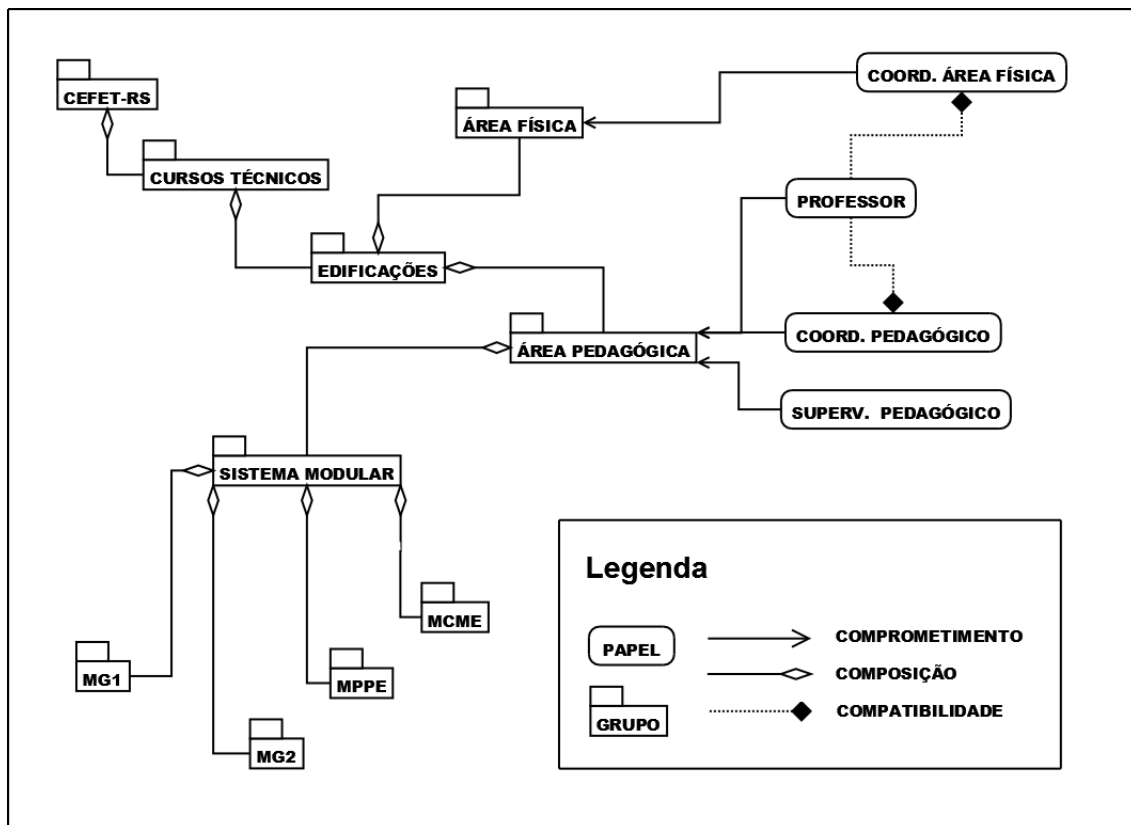 CEFET-RS
CURSOS TÉCNICOS
EDIFICAÇÕES
ÁREA FÍSICA
COORD. ÁREA FÍSICA
PROFESSOR
COORD. PEDAGÓGICO
SUPERV. PEDAGÓGICO
ÁREA PEDAGÓGICA
SISTEMA MODULAR
MG1
MG2
MPPE
MCME
Legenda
PAPEL
COMPROMETIMENTO
COMPOSIÇÃO
GRUPO
COMPATIBILIDADE